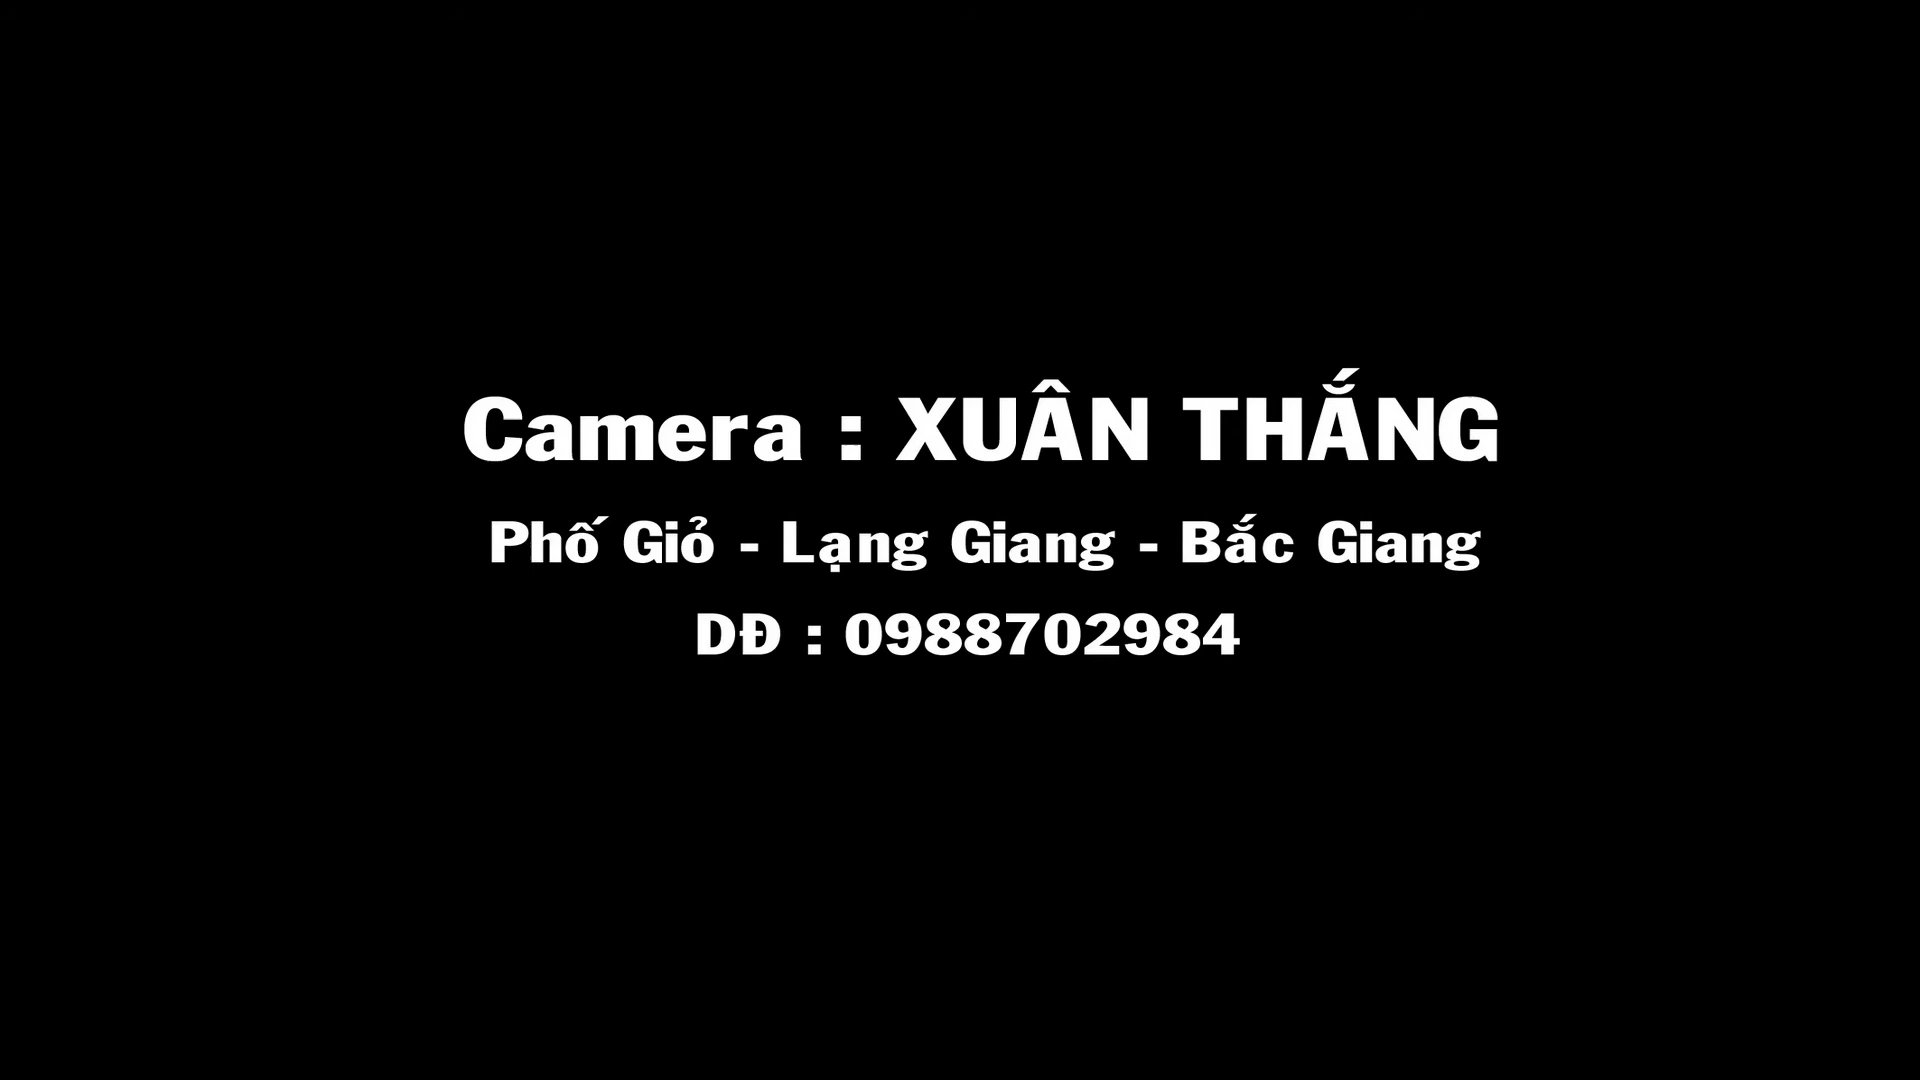 Camera : XUÂN THẮNG
Phố Giỏ - Lạng Giang - Bắc Giang
DĐ : 0988702984